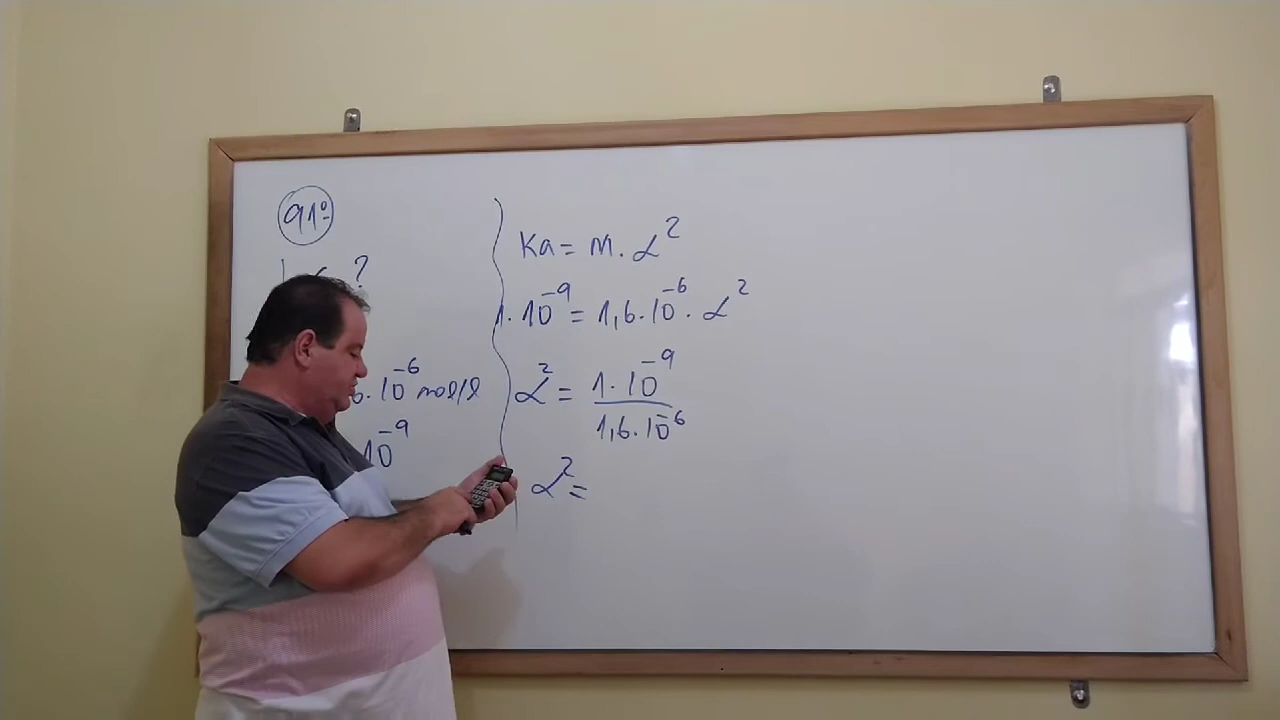 91º
?
6.10⁻⁶ mol/l
10⁻⁹
Ka = M . α²
1. 10⁻⁹ = 1,6.10⁻⁶ . α²
α² = 1.10⁻⁹
1,6.10⁻⁶
α² =